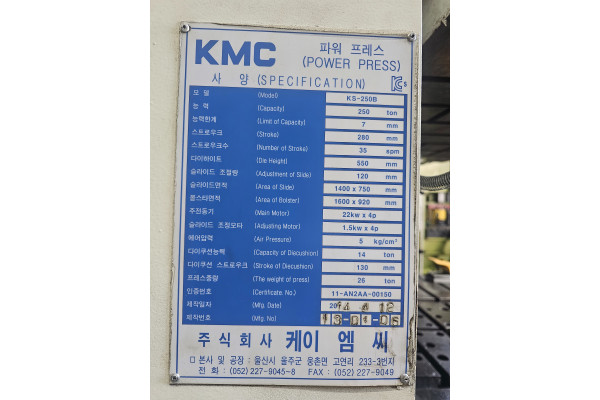 KMC 파워 프레스
(POWER PRESS)
사 양 (SPECIFICATION)
모 델 (Model) KS-250B
능 력 (Capacity) 250 ton
능력한계 (Limit of Capacity) 7 mm
스트로우크 (Stroke) 280 mm
스트로우크수 (Number of Stroke) 35 spm
다이하이트 (Die Height) 550 mm
슬라이드 조절량 (Adjustment of Slide) 120 mm
슬라이드면적 (Area of Slide) 1400 x 750 mm
볼스타면적 (Area of Bolster) 1600 x 920 mm
주전동기 (Main Motor) 22kw x 4p
슬라이드 조정모타 (Adjusting Motor) 1.5kw x 4p
에어압력 (Air Pressure) 5 kg/cm²
다이쿠션능력 (Capacity of Diecushion) 14 ton
다이쿠션 스트로우크 (Stroke of Diecushion) 130 mm
프레스중량 (The weight of press) 26 ton
인증번호 (Certificate No.) 11-AN2AA-00150
제작일자 (Mfg. Date) 2014 4 12
제작번호 (Mfg. No.) 13-01-06
주식회사 케이 엠 씨
□ 본사 및 공장 : 울산시 울주군 웅촌면 고연리 233-3번지
전 화 : (052) 227-9045~8 FAX : (052) 227-9049